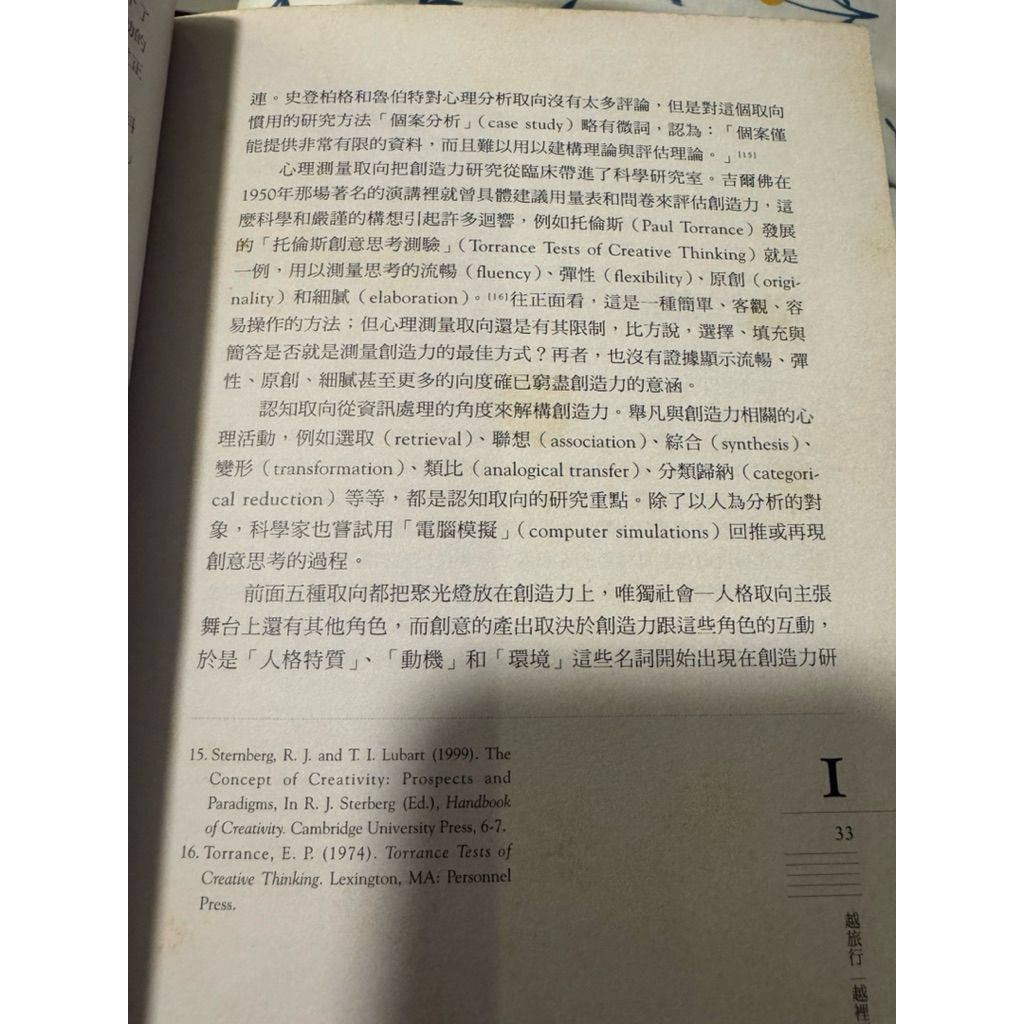 連。史登柏格和魯伯特對心理分析取向沒有太多評論，但是對這個取向
慣用的研究方法「個案分析」（case study）略有微詞，認為：「個案僅
能提供非常有限的資料，而且難以用以建構理論與評估理論。」[15]
心理測量取向把創造力研究從臨床帶進了科學研究室。吉爾佛在
1950年那場著名的演講裡就曾具體建議用量表和問卷來評估創造力，這
麼科學和嚴謹的構想引起許多迴響，例如托倫斯（Paul Torrance）發展
的「托倫斯創意思考測驗」（Torrance Tests of Creative Thinking）就是
一例，用以測量思考的流暢（fluency）、彈性（flexibility）、原創（origi-
nality）和細膩（elaboration）。[16]往正面看，這是一種簡單、客觀、容
易操作的方法；但心理測量取向還是有其限制，比方說，選擇、填充與
簡答是否就是測量創造力的最佳方式？再者，也沒有證據顯示流暢、彈
性、原創、細膩甚至更多的向度確已窮盡創造力的意涵。
認知取向從資訊處理的角度來解構創造力。舉凡與創造力相關的心
理活動，例如選取（retrieval）、聯想（association）、綜合（synthesis）、
變形（transformation）、類比（analogical transfer）、分類歸納（categori-
cal reduction）等等，都是認知取向的研究重點。除了以人為分析的對
象，科學家也嘗試用「電腦模擬」（computer simulations）回推或再現
創意思考的過程。
前面五種取向都把聚光燈放在創造力上，唯獨社會—人格取向主張
舞台上還有其他角色，而創意的產出取決於創造力跟這些角色的互動，
於是「人格特質」、「動機」和「環境」這些名詞開始出現在創造力研
15. Sternberg, R. J. and T. I. Lubart (1999). The
Concept of Creativity: Prospects and
Paradigms, In R. J. Sterberg (Ed.), Handbook
of Creativity. Cambridge University Press, 6-7.
16. Torrance, E. P. (1974). Torrance Tests of
Creative Thinking. Lexington, MA: Personnel
Press.
I
33
越旅行｜越裡